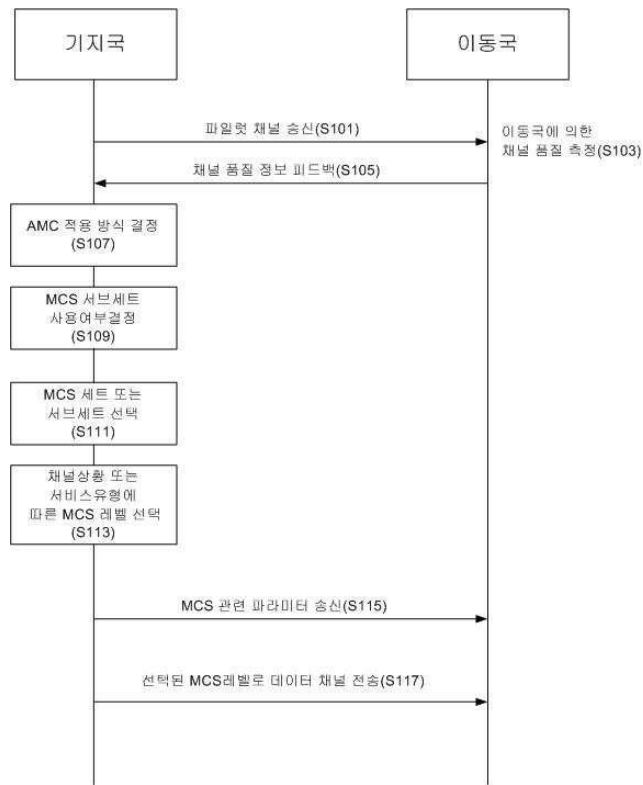 기지국
이동국
파일럿 채널 송신(S101)
이동국에 의한
채널 품질 측정(S103)
채널 품질 정보 피드백(S105)
AMC 적용 방식 결정
(S107)
MCS 서브세트
사용여부결정
(S109)
MCS 세트 또는
서브세트 선택
(S111)
채널상황 또는
서비스유형에
따른 MCS 레벨 선택
(S113)
MCS 관련 파라미터 송신(S115)
선택된 MCS레벨로 데이터 채널 전송(S117)